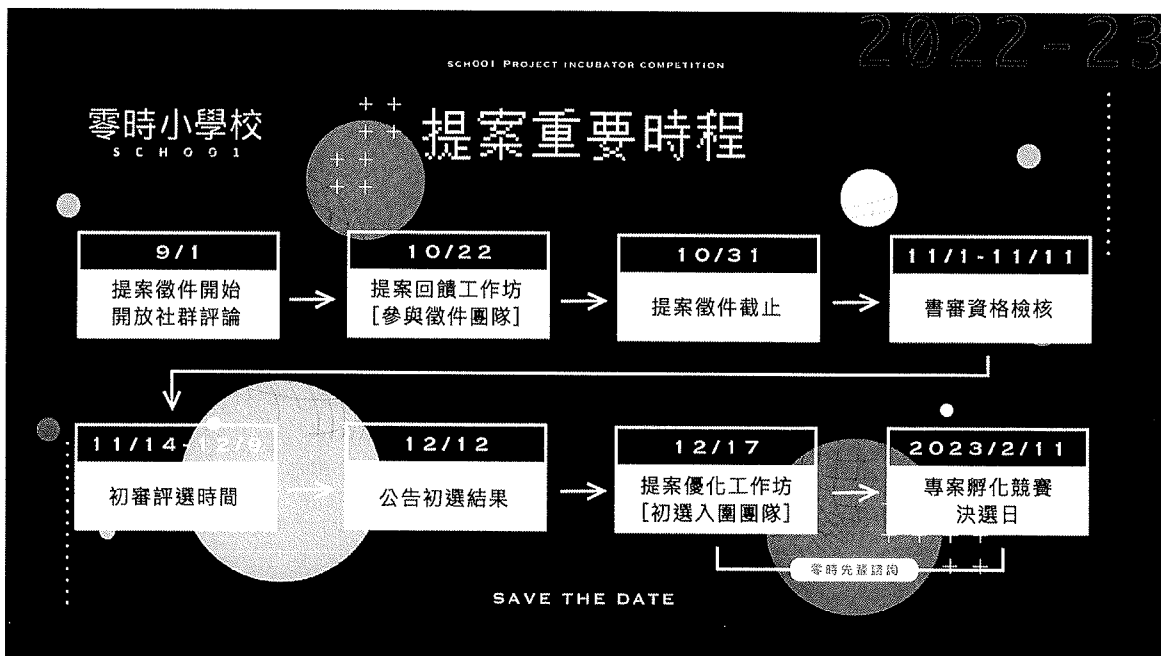 2022-23
SCH001 PROJECT INCUBATOR COMPETITION
零時小學校
SCH001
提案重要時程
9/1
提案徵件開始
開放社群評論
10/22
提案回饋工作坊
[參與徵件團隊]
10/31
提案徵件截止
11/1-11/11
書審資格檢核
11/14-12/9
初審評選時間
12/12
公告初選結果
12/17
提案優化工作坊
[初選入圍團隊]
2023/2/11
專案孵化競賽
決選日
零時先遣諮詢
SAVE THE DATE